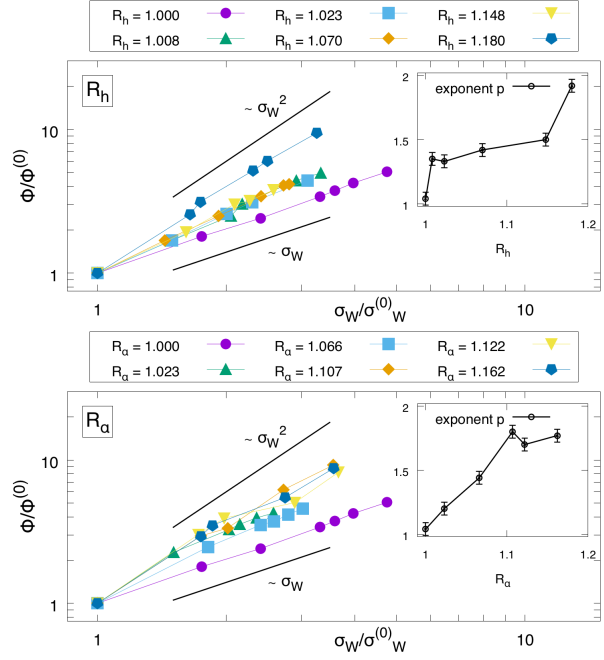 R_h = 1.000 R_h = 1.023 R_h = 1.148
R_h = 1.008 R_h = 1.070 R_h = 1.180
R_h
~ σ_W^2
~ σ_W
Φ/Φ^(0)
10
1
1 10
σ_W/σ^(0)_W
exponent p
2
1.5
1
1 1.1 1.2
R_h
R_α = 1.000 R_α = 1.066 R_α = 1.122
R_α = 1.023 R_α = 1.107 R_α = 1.162
R_α
~ σ_W^2
~ σ_W
Φ/Φ^(0)
10
1
1 10
σ_W/σ^(0)_W
exponent p
2
1.5
1
1 1.1 1.2
R_α